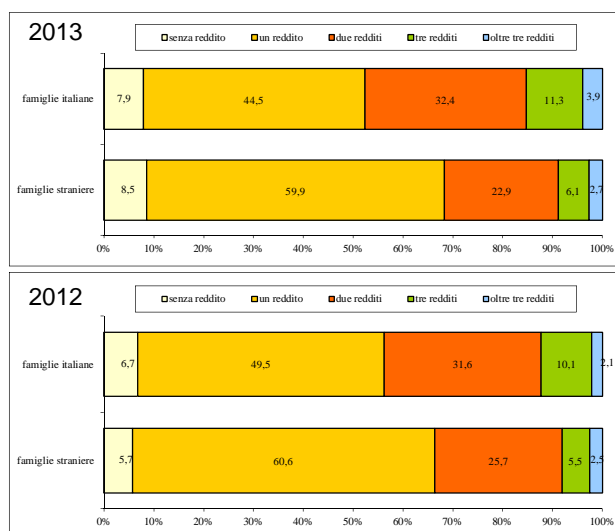 2013
senza reddito un reddito due redditi tre redditi oltre tre redditi
famiglie italiane 7,9 44,5 32,4 11,3 3,9
famiglie straniere 8,5 59,9 22,9 6,1 2,7
0% 10% 20% 30% 40% 50% 60% 70% 80% 90% 100%
2012
senza reddito un reddito due redditi tre redditi oltre tre redditi
famiglie italiane 6,7 49,5 31,6 10,1 2,1
famiglie straniere 5,7 60,6 25,7 5,5 2,5
0% 10% 20% 30% 40% 50% 60% 70% 80% 90% 100%